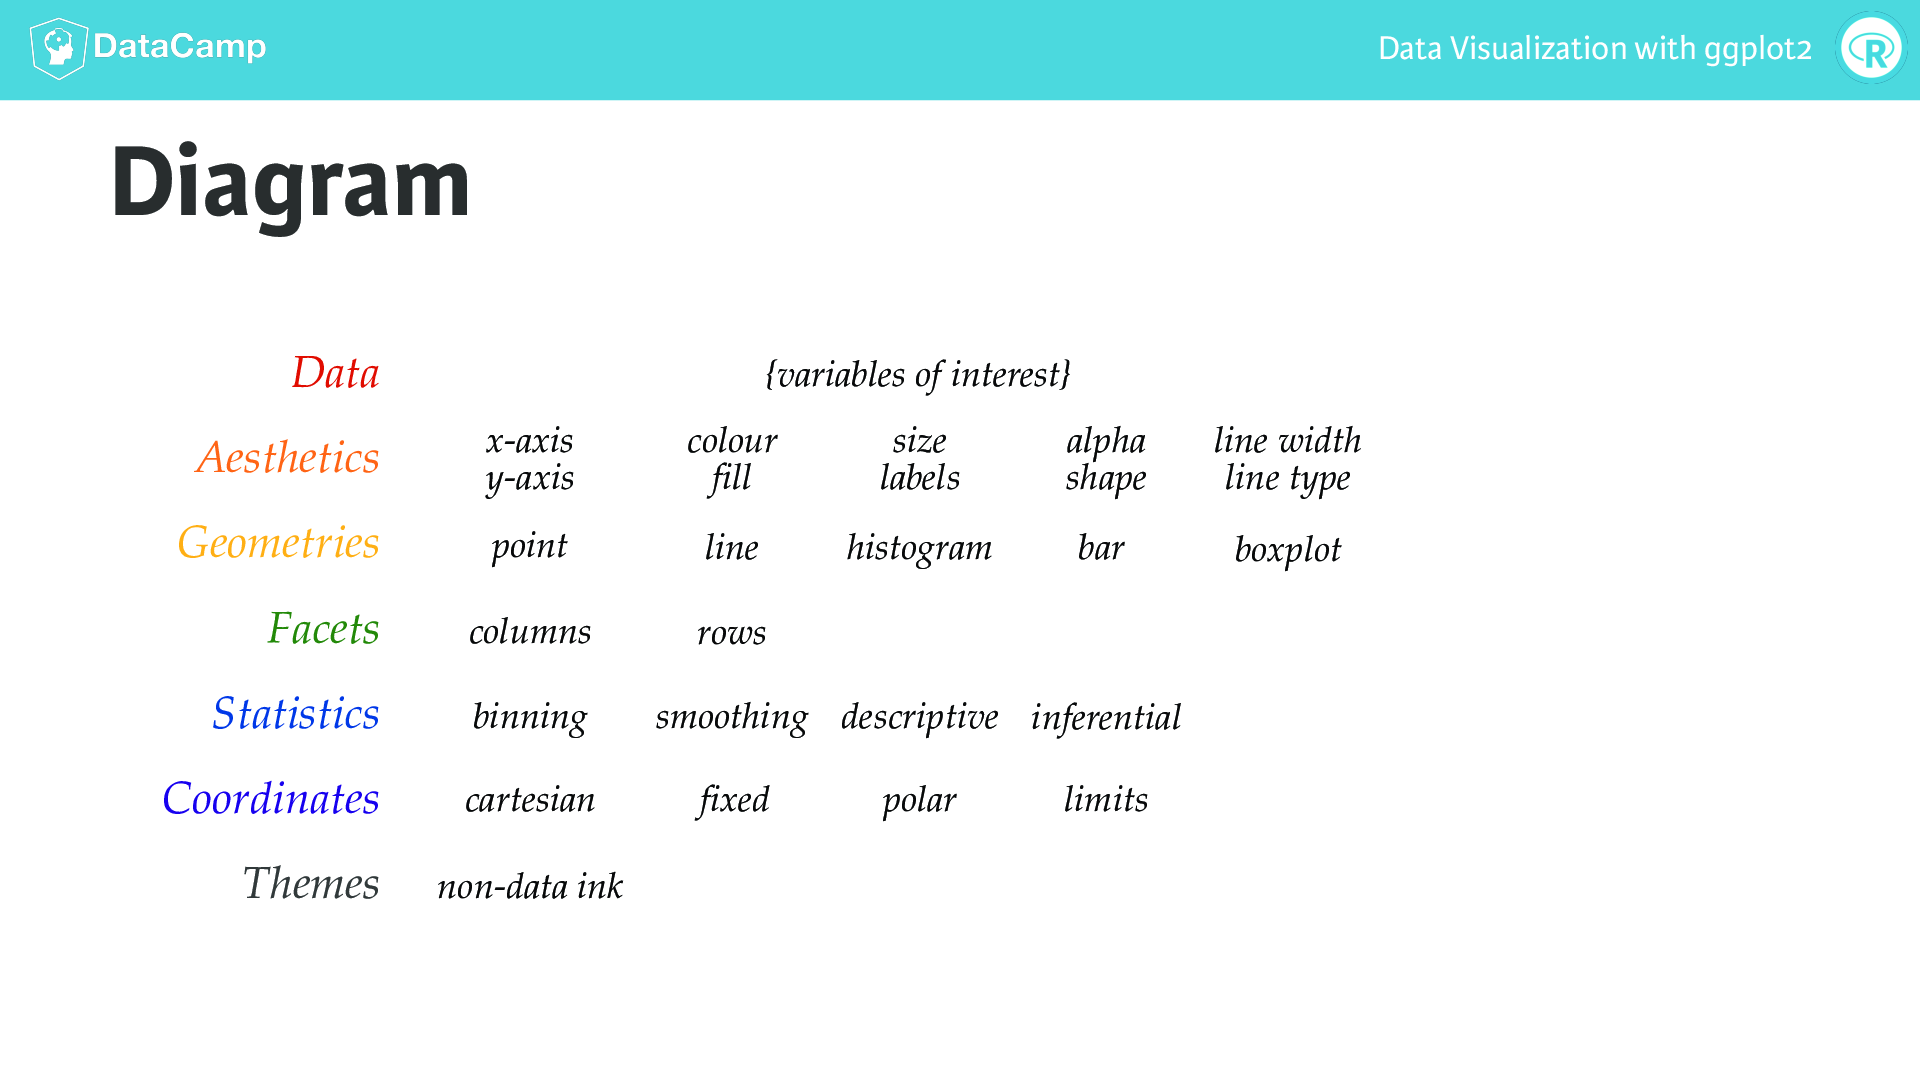 DataCamp
Data Visualization with ggplot2
R
Diagram
Data {variables of interest}
Aesthetics x-axis colour size alpha line width
y-axis fill labels shape line type
Geometries point line histogram bar boxplot
Facets columns rows
Statistics binning smoothing descriptive inferential
Coordinates cartesian fixed polar limits
Themes non-data ink